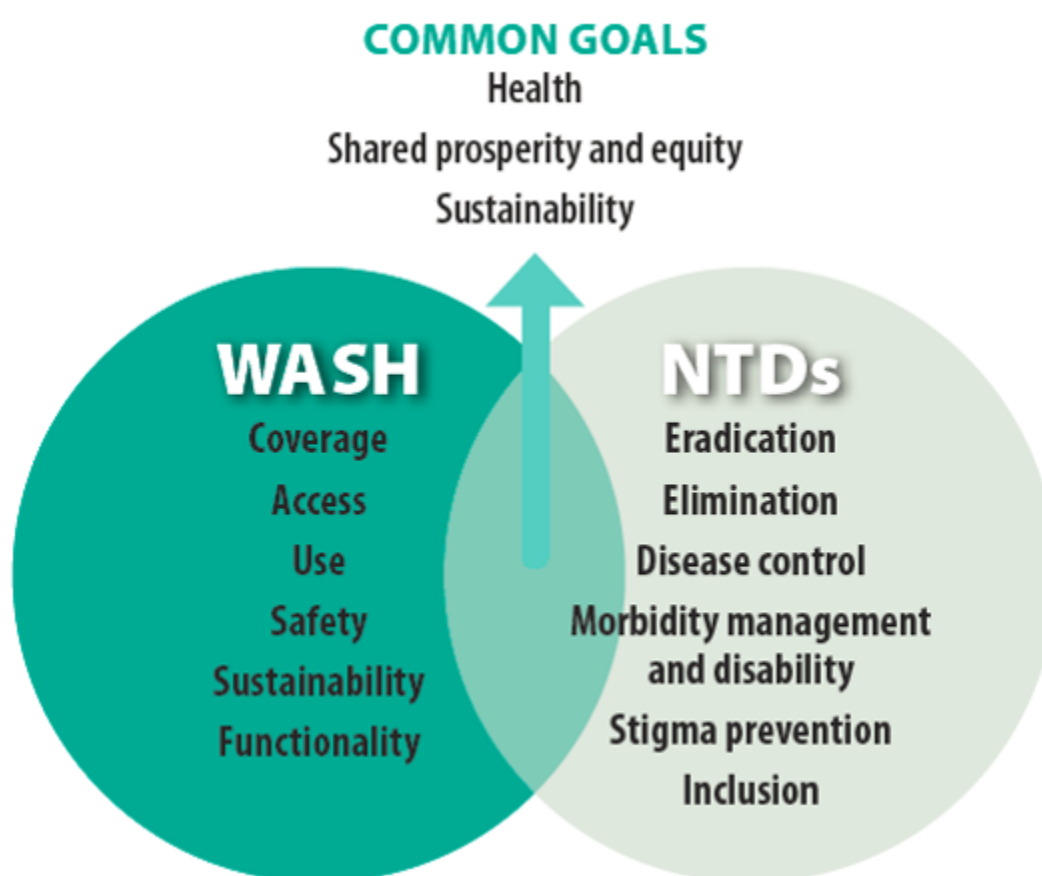 COMMON GOALS
Health
Shared prosperity and equity
Sustainability
WASH
Coverage
Access
Use
Safety
Sustainability
Functionality
NTDs
Eradication
Elimination
Disease control
Morbidity management
and disability
Stigma prevention
Inclusion